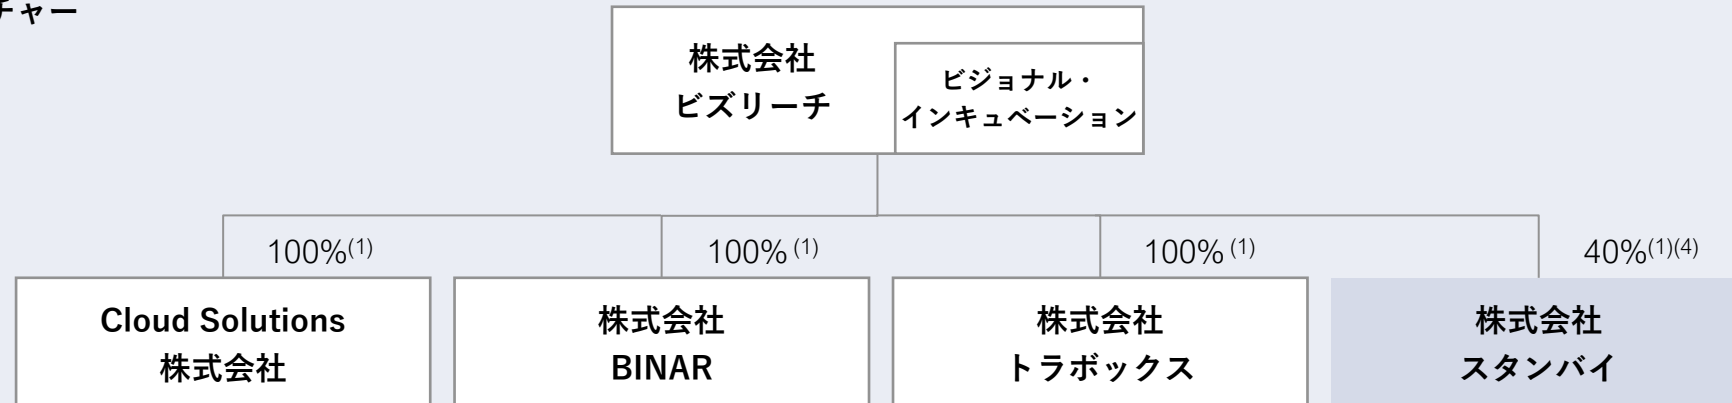 チャー
株式会社
ビズリーチ
ビジョナル・
インキュベーション
100%(1)
100% (1)
100% (1)
40%(1)(4)
Cloud Solutions
株式会社
株式会社
BINAR
株式会社
トラボックス
株式会社
スタンバイ